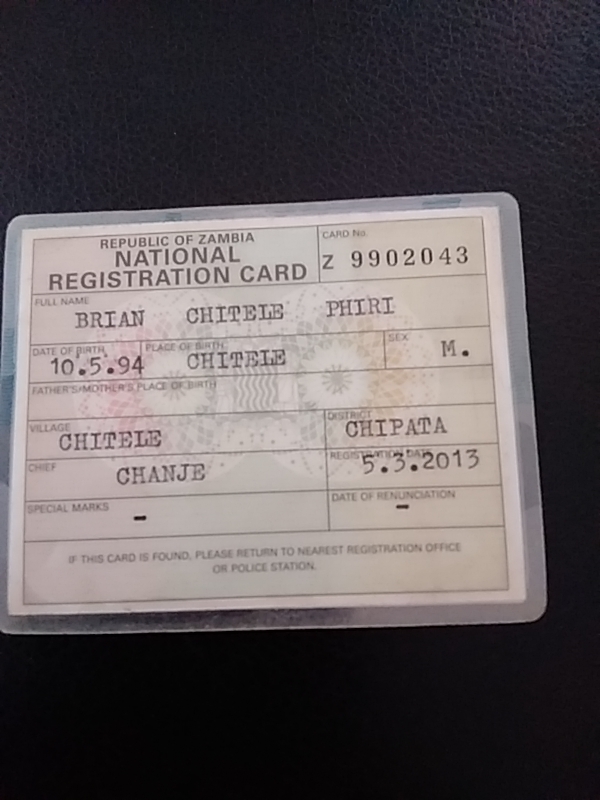 REPUBLIC OF ZAMBIA
NATIONAL
REGISTRATION CARD
CARD No.
Z 9902043
FULL NAME
BRIAN CHITELE PHIRI
DATE OF BIRTH
10.5.94
PLACE OF BIRTH
CHITELE
SEX
M.
FATHER'S/MOTHER'S PLACE OF BIRTH
VILLAGE
CHITELE
DISTRICT
CHIPATA
CHIEF
CHANJE
REGISTRATION DATE
5.3.2013
SPECIAL MARKS
-
DATE OF RENUNCIATION
-
IF THIS CARD IS FOUND, PLEASE RETURN TO NEAREST REGISTRATION OFFICE
OR POLICE STATION.